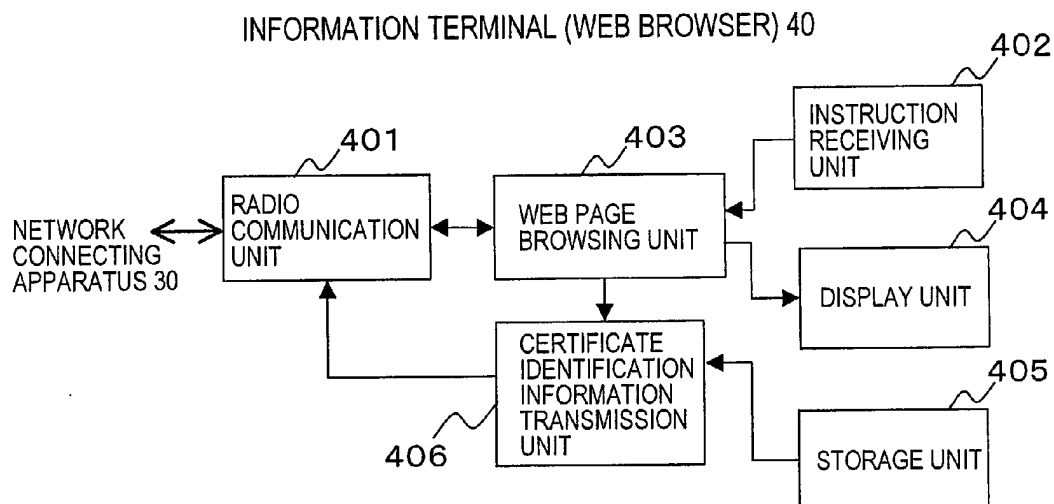 INFORMATION TERMINAL (WEB BROWSER) 40
402
INSTRUCTION
RECEIVING
UNIT
401
403
RADIO
COMMUNICATION
UNIT
WEB PAGE
BROWSING UNIT
NETWORK
CONNECTING
APPARATUS 30
404
DISPLAY UNIT
CERTIFICATE
IDENTIFICATION
INFORMATION
TRANSMISSION
UNIT
406
405
STORAGE UNIT